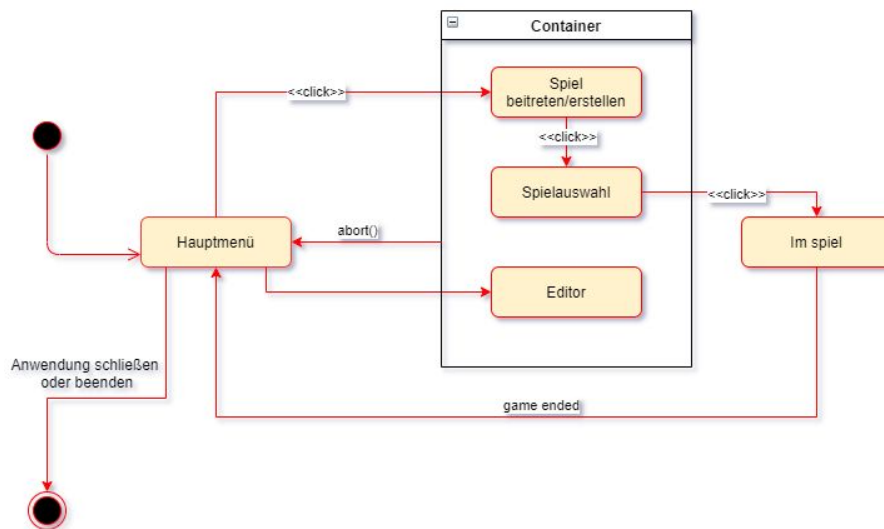 Container
Spiel
beitreten/erstellen
<<click>>
<<click>>
Spielauswahl
<<click>>
Hauptmenü
abort()
Im spiel
Editor
Anwendung schließen
oder beenden
game ended